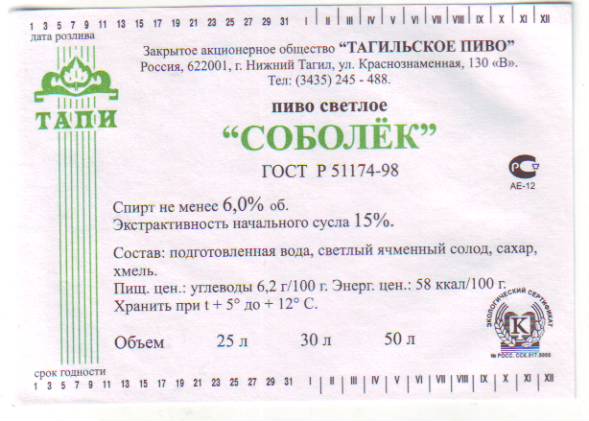 1 3 5 7 9 11 13 15 17 19 21 23 25 27 29 31 I II III IV V VI VII VIII IX X XI XII
дата розлива
Закрытое акционерное общество “ТАГИЛЬСКОЕ ПИВО”
Россия, 622001, г. Нижний Тагил, ул. Краснознаменная, 130 «В».
Тел: (3435) 245 - 488.
ТАПИ
пиво светлое
“СОБОЛЁК”
ГОСТ Р 51174-98
РС
АЕ-12
Спирт не менее 6,0% об.
Экстрактивность начального сусла 15%.
Состав: подготовленная вода, светлый ячменный солод, сахар,
хмель.
Пищ. цен.: углеводы 6,2 г/100 г. Энерг. цен.: 58 ккал/100 г.
Хранить при t + 5° до + 12° С.
ЭКОЛОГИЧЕСКИЙ СЕРТИФИКАТ
К
Объем 25 л 30 л 50 л
срок годности
1 3 5 7 9 11 13 15 17 19 21 23 25 27 29 31 I II III IV V VI VII VIII IX X XI XII